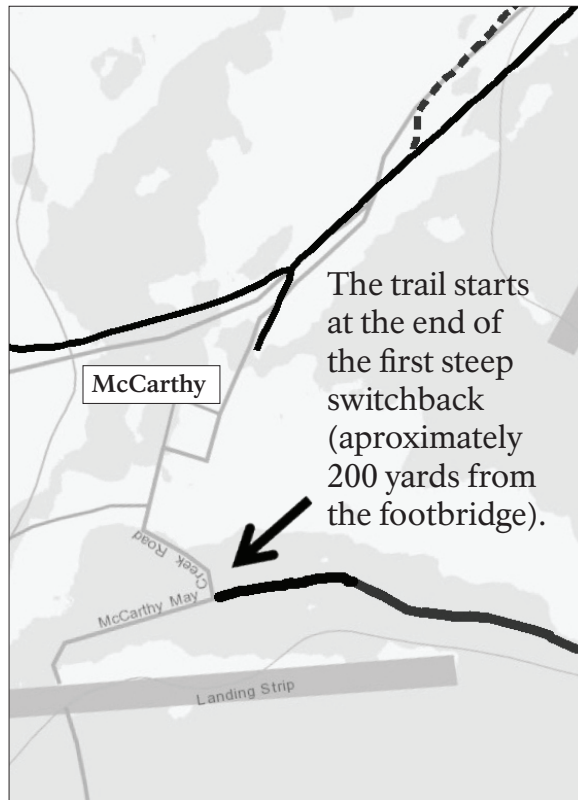 The trail starts
at the end of
the first steep
switchback
(aproximately
200 yards from
the footbridge).
McCarthy
Creek Road
McCarthy May
Landing Strip